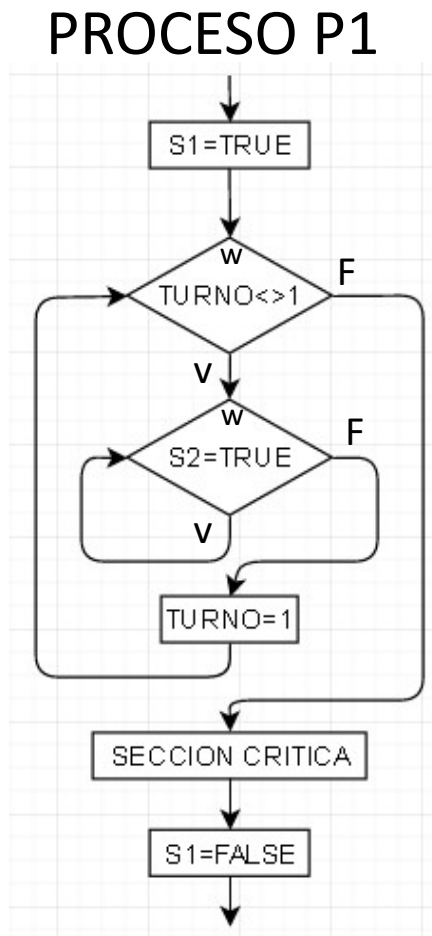 PROCESO P1
S1=TRUE
W
TURNO<>1
F
V
W
S2=TRUE
F
V
TURNO=1
SECCION CRITICA
S1=FALSE